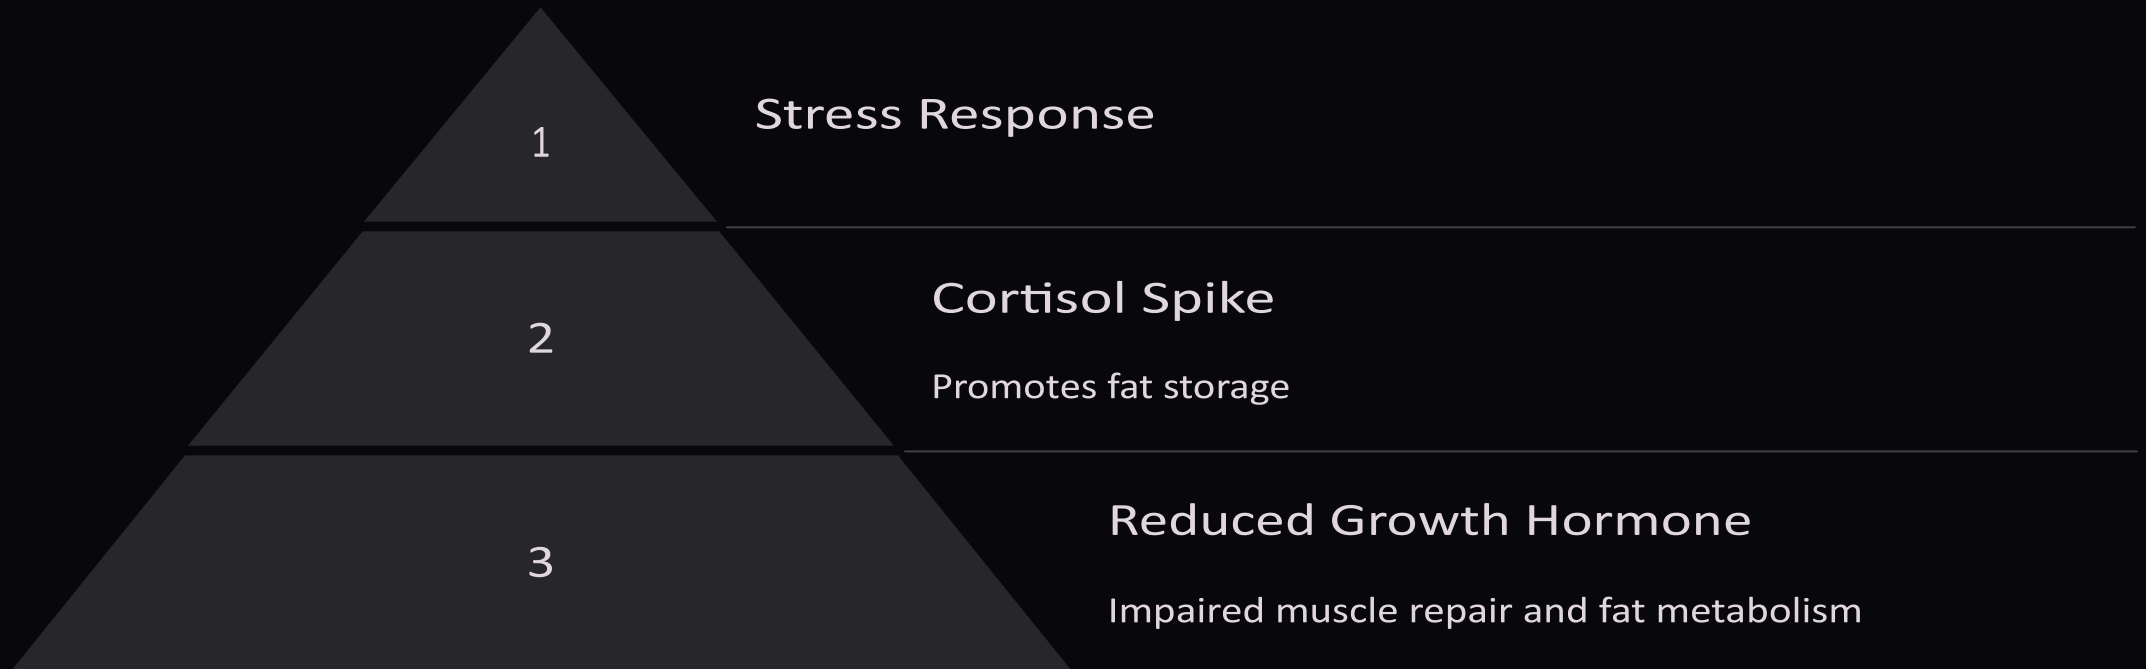 1
Stress Response
2
Cortisol Spike
Promotes fat storage
3
Reduced Growth Hormone
Impaired muscle repair and fat metabolism